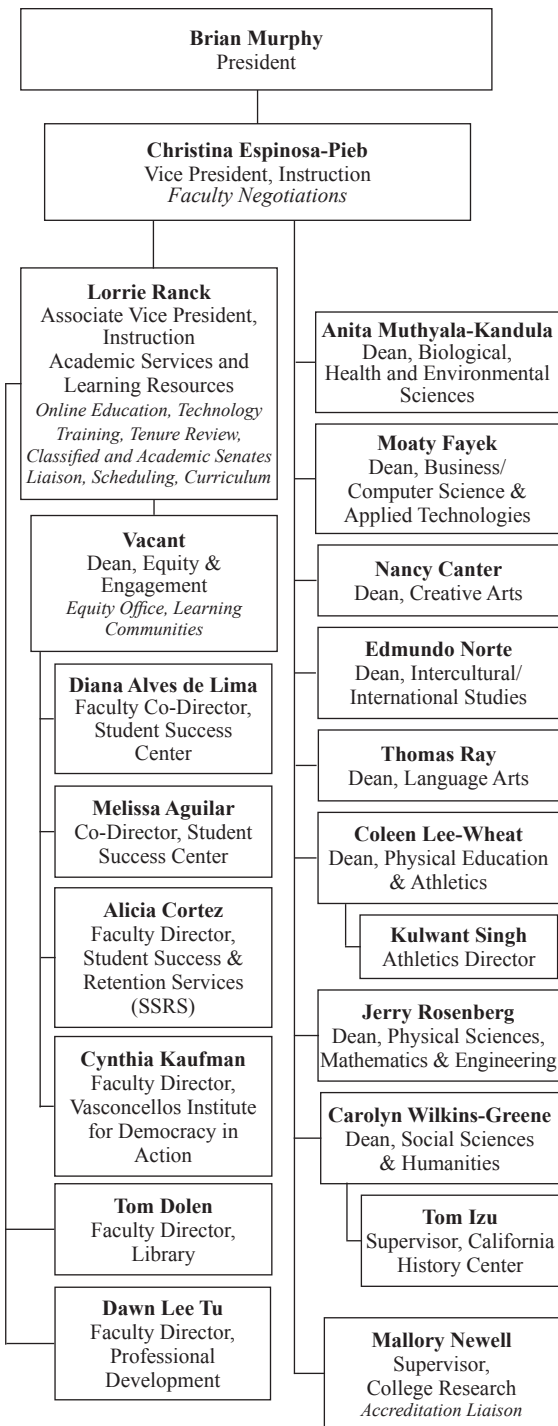 Brian Murphy
President
Christina Espinosa-Pieb
Vice President, Instruction
Faculty Negotiations
Lorrie Ranck
Associate Vice President,
Instruction
Academic Services and
Learning Resources
Online Education, Technology
Training, Tenure Review,
Classified and Academic Senates
Liaison, Scheduling, Curriculum
Vacant
Dean, Equity &
Engagement
Equity Office, Learning
Communities
Diana Alves de Lima
Faculty Co-Director,
Student Success
Center
Melissa Aguilar
Co-Director, Student
Success Center
Alicia Cortez
Faculty Director,
Student Success &
Retention Services
(SSRS)
Cynthia Kaufman
Faculty Director,
Vasconcellos Institute
for Democracy in
Action
Tom Dolen
Faculty Director,
Library
Dawn Lee Tu
Faculty Director,
Professional
Development
Anita Muthyala-Kandula
Dean, Biological,
Health and Environmental
Sciences
Moaty Fayek
Dean, Business/
Computer Science &
Applied Technologies
Nancy Canter
Dean, Creative Arts
Edmundo Norte
Dean, Intercultural/
International Studies
Thomas Ray
Dean, Language Arts
Coleen Lee-Wheat
Dean, Physical Education
& Athletics
Kulwant Singh
Athletics Director
Jerry Rosenberg
Dean, Physical Sciences,
Mathematics & Engineering
Carolyn Wilkins-Greene
Dean, Social Sciences
& Humanities
Tom Izu
Supervisor, California
History Center
Mallory Newell
Supervisor,
College Research
Accreditation Liaison